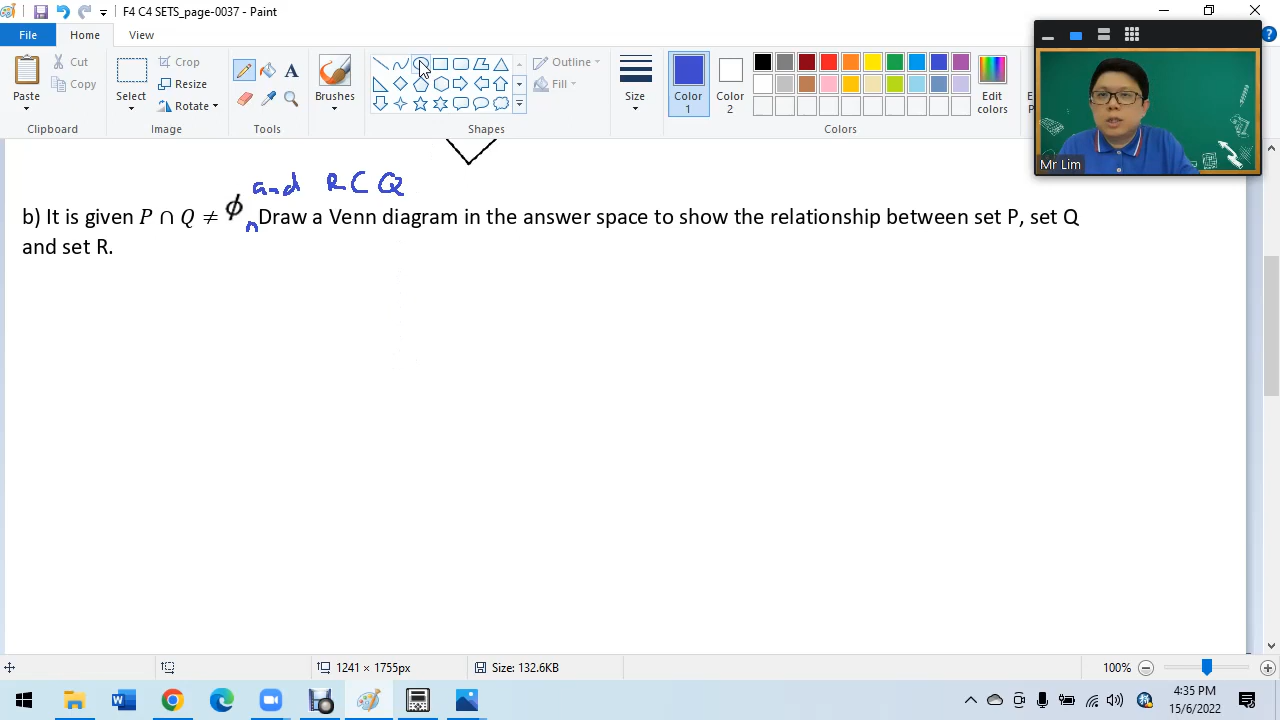 F4 C4 SETS_page-0037 - Paint
File Home View
Paste
Cut
Copy
Clipboard
Select
Crop
Resize
Rotate
Image
A
Tools
Brushes
Shapes
Outline
Fill
Size
Color 1
Color 2
Edit colors
Colors
Mr Lim
and R ⊂ Q
b) It is given P ∩ Q ≠ ϕ Draw a Venn diagram in the answer space to show the relationship between set P, set Q
and set R.
1241 × 1755px
Size: 132.6KB
100%
4:35 PM
15/6/2022